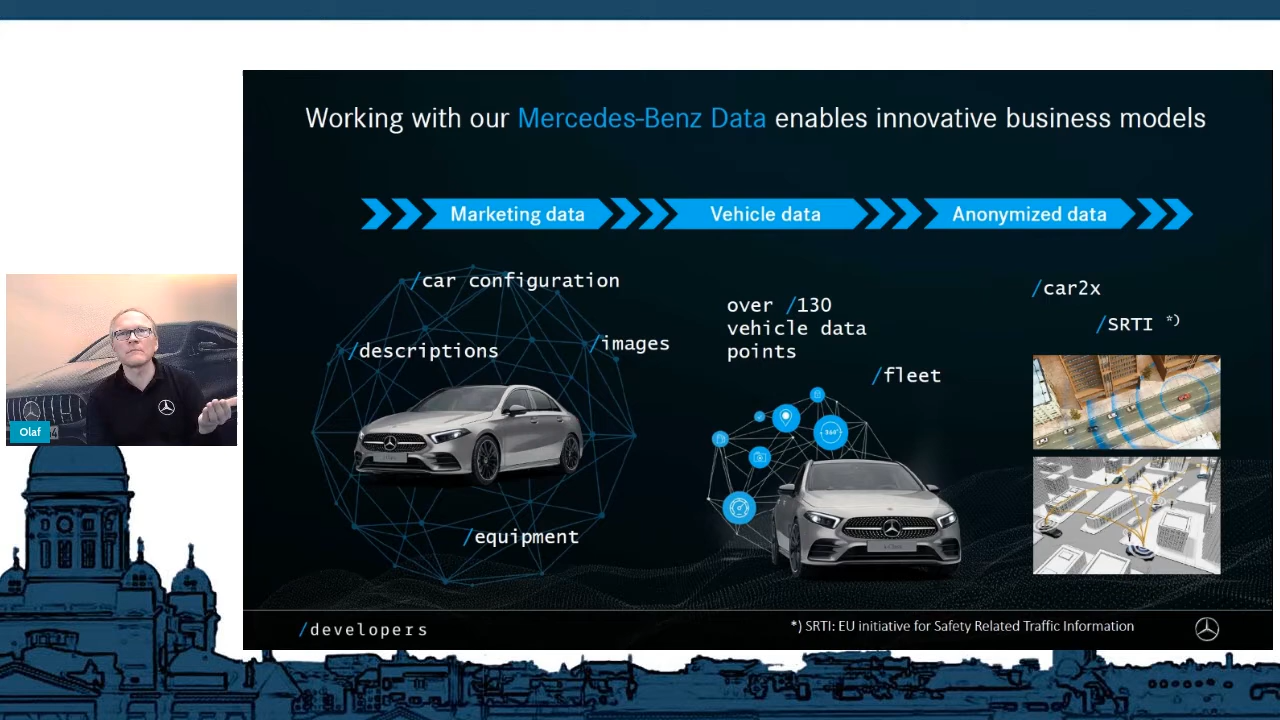 Working with our Mercedes-Benz Data enables innovative business models
Marketing data
Vehicle data
Anonymized data
/car configuration
/descriptions
/images
/equipment
over /130
vehicle data
points
/fleet
360°
/car2x
/SRTI *)
Olaf
/developers
*) SRTI: EU initiative for Safety Related Traffic Information